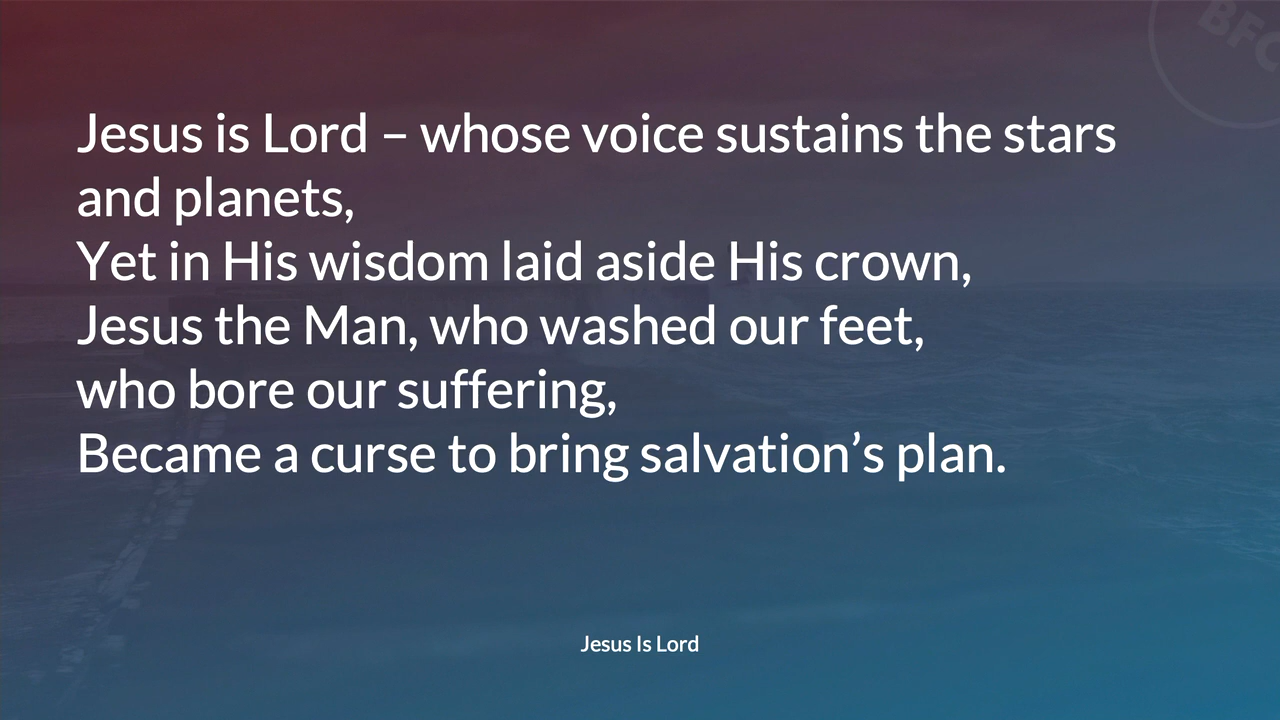 BFC
Jesus is Lord – whose voice sustains the stars
and planets,
Yet in His wisdom laid aside His crown,
Jesus the Man, who washed our feet,
who bore our suffering,
Became a curse to bring salvation’s plan.
Jesus Is Lord